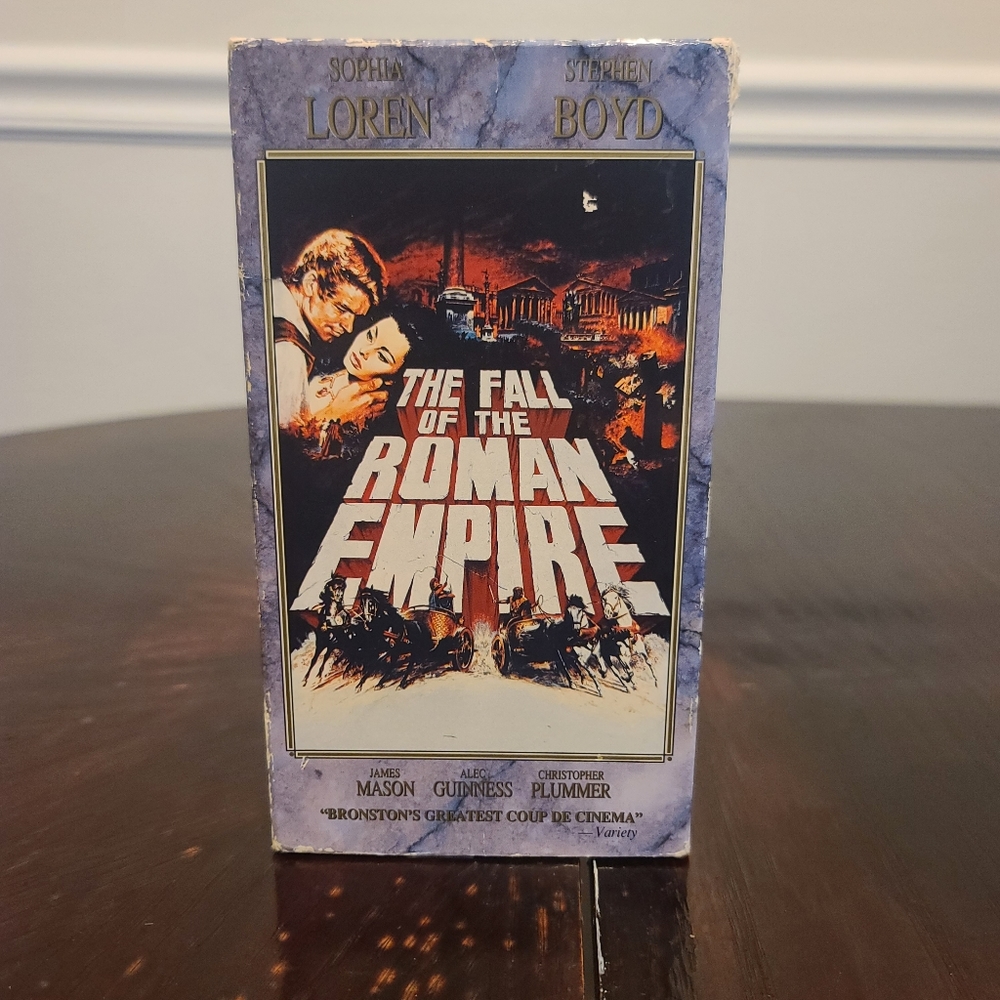 SOPHIA STEPHEN
LOREN BOYD
THE FALL
OF THE
ROMAN
EMPIRE
JAMES ALEC CHRISTOPHER
MASON GUINNESS PLUMMER
“BRONSTON'S GREATEST COUP DE CINEMA”
—Variety